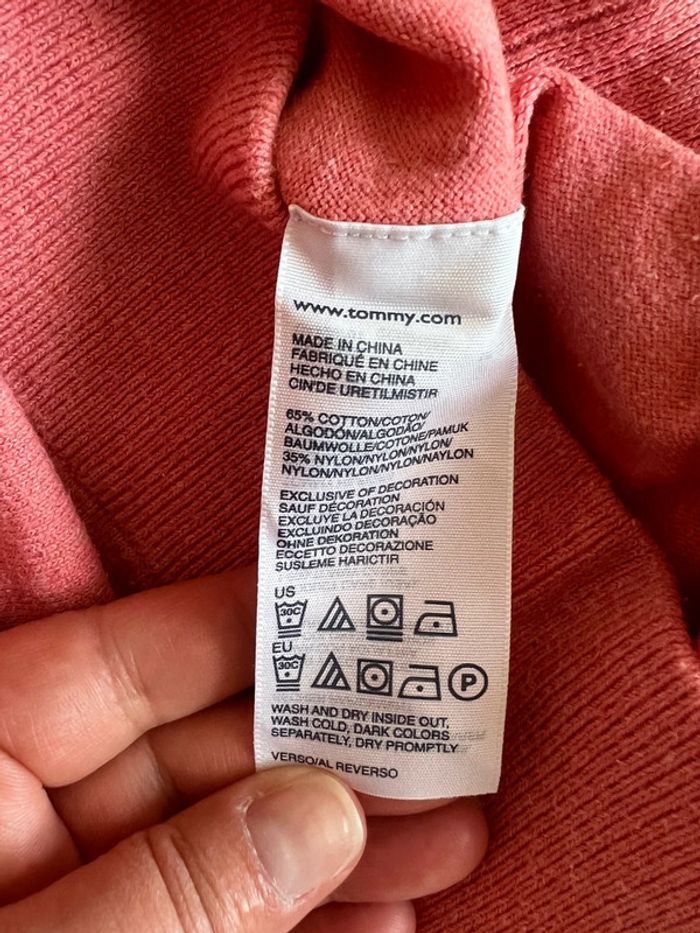 www.tommy.com
MADE IN CHINA
FABRIQUÉ EN CHINE
HECHO EN CHINA
CIN'DE URETILMISTIR
65% COTTON/COTON/
ALGODÓN/ALGODÃO/
BAUMWOLLE/COTONE/PAMUK
35% NYLON/NYLON/NYLON/
NYLON/NYLON/NYLON/NAYLON
EXCLUSIVE OF DECORATION
SAUF DÉCORATION
EXCLUYE LA DECORACIÓN
EXCLUINDO DECORAÇÃO
OHNE DEKORATION
ECCETTO DECORAZIONE
SUSLEME HARICTIR
US
30C
EU
30C P
WASH AND DRY INSIDE OUT,
WASH COLD, DARK COLORS
SEPARATELY, DRY PROMPTLY
VERSO/AL REVERSO